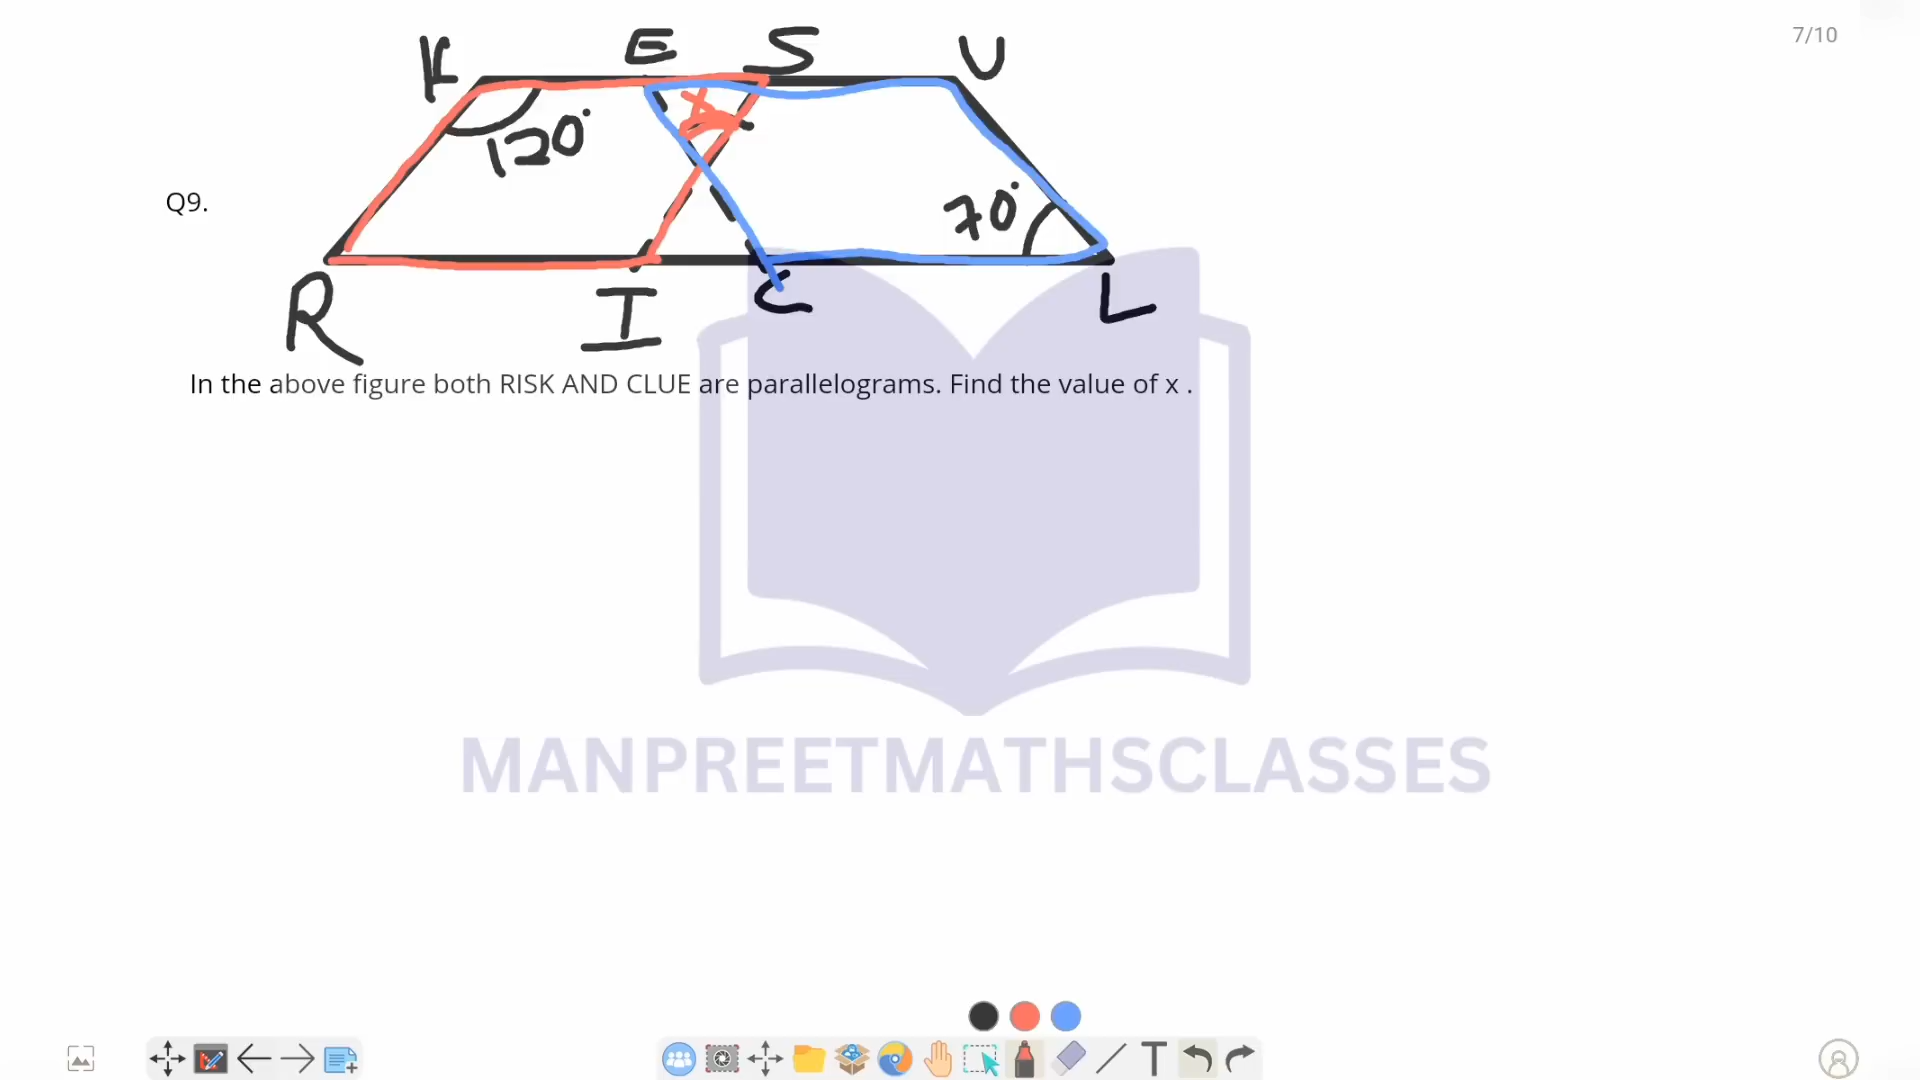 7/10
K E S U
120°
x
70°
Q9.
R I C L
In the above figure both RISK AND CLUE are parallelograms. Find the value of x .
MANPREETMATHSCLASSES